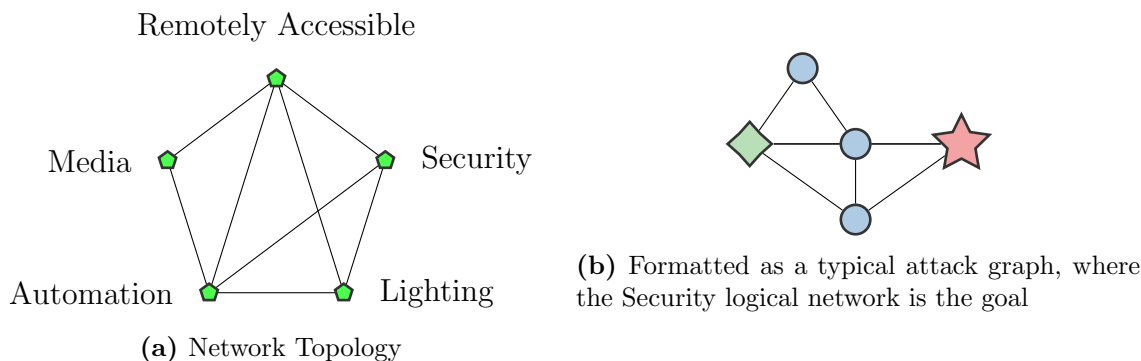 Remotely Accessible
Media
Security
Automation
Lighting
(a) Network Topology
(b) Formatted as a typical attack graph, where
the Security logical network is the goal